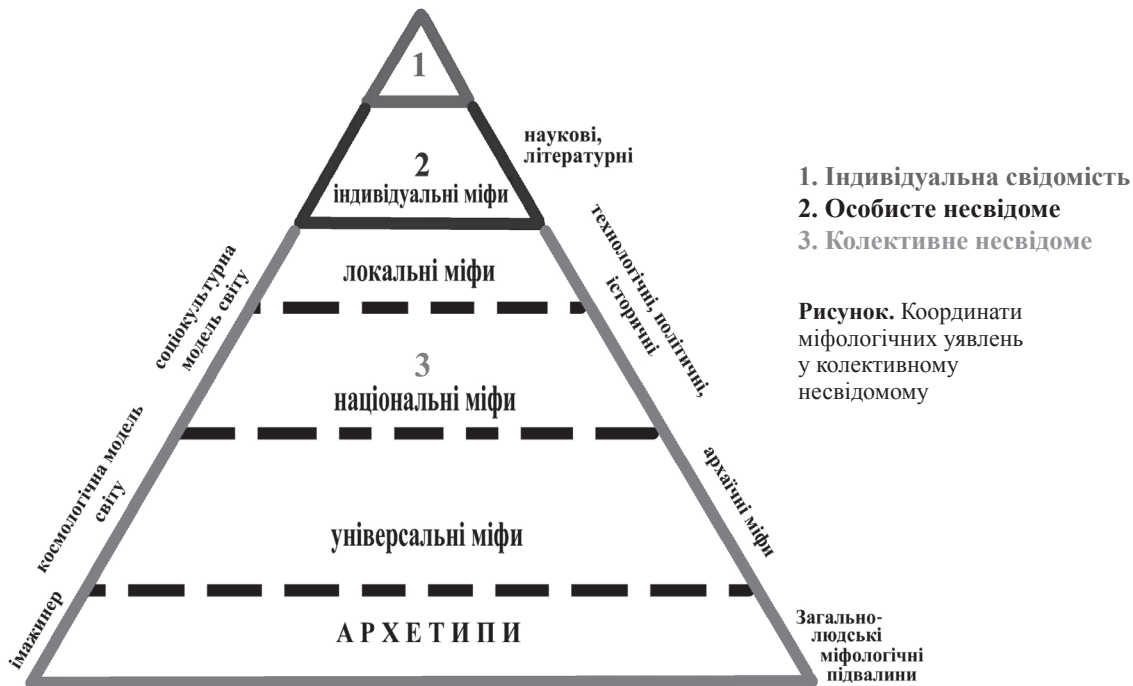 1
2
індивідуальні міфи
наукові,
літературні
локальні міфи
соціокультурна
модель світу
технологічні, політичні,
історичні
3
національні міфи
космологічна модель
світу
універсальні міфи
архаїчні міфи
імажинер
АРХЕТИПИ
Загально-
людські
міфологічні
підвалини
1. Індивідуальна свідомість
2. Особисте несвідоме
3. Колективне несвідоме
Рисунок. Координати
міфологічних уявлень
у колективному
несвідомому